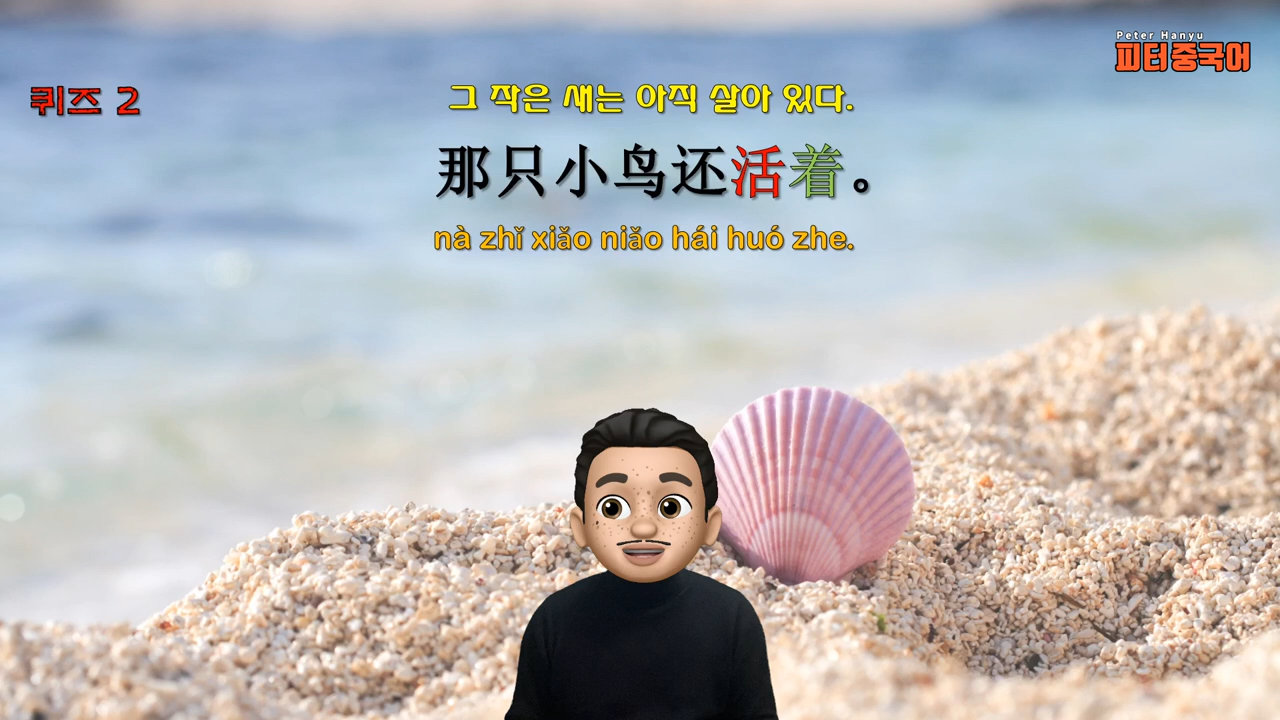 Peter Hanyu
피터 중국어
퀴즈 2
그 작은 새는 아직 살아 있다.
那只小鸟还活着。
nà zhǐ xiǎo niǎo hái huó zhe.